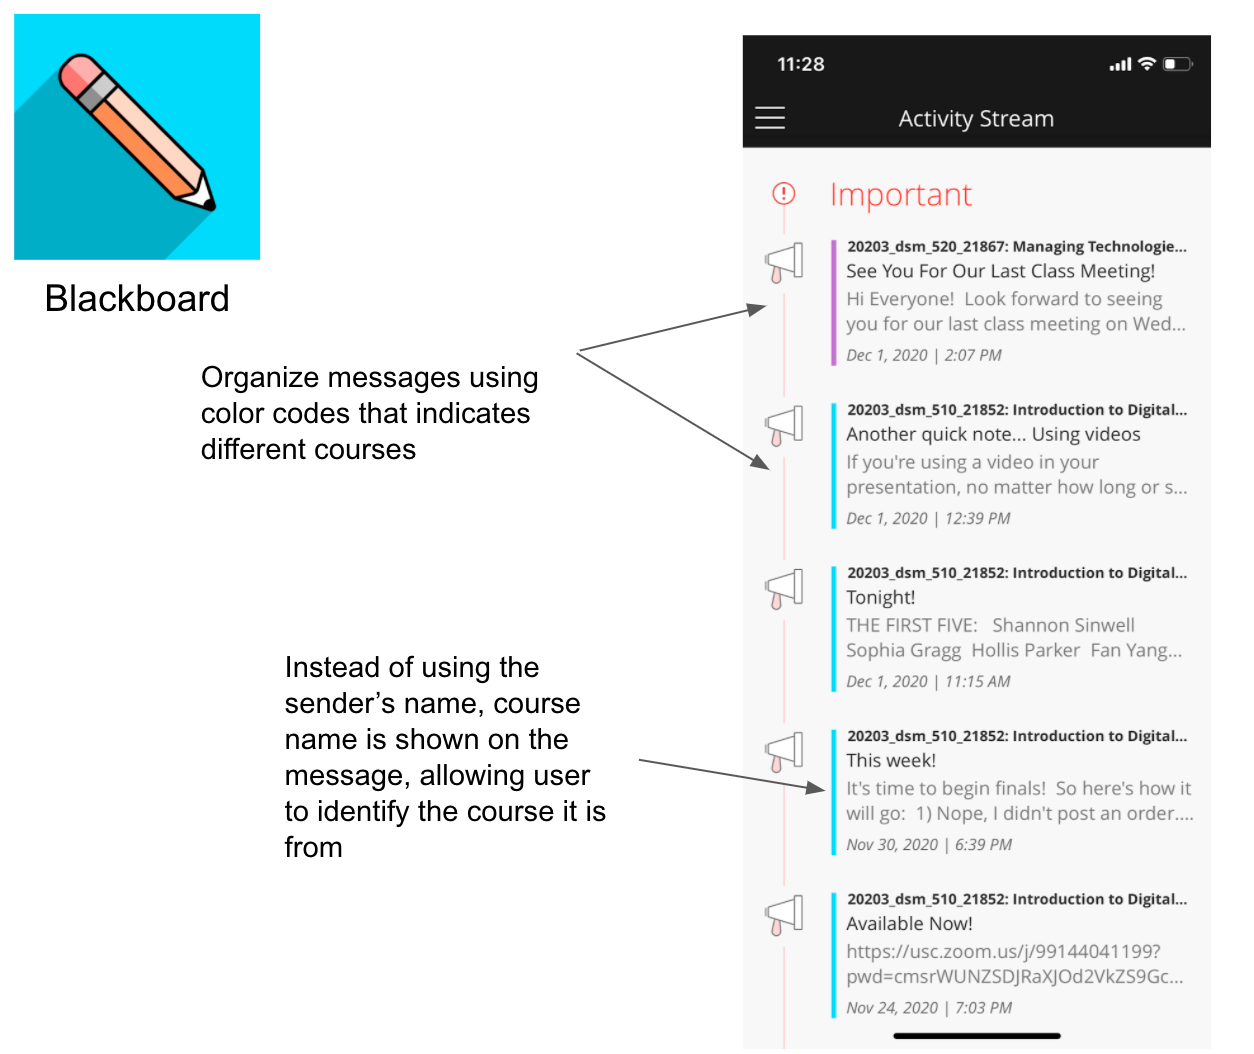 Blackboard
Organize messages using
color codes that indicates
different courses
Instead of using the
sender’s name, course
name is shown on the
message, allowing user
to identify the course it is
from
11:28
Activity Stream
Important
20203_dsm_520_21867: Managing Technologie...
See You For Our Last Class Meeting!
Hi Everyone!  Look forward to seeing
you for our last class meeting on Wed...
Dec 1, 2020 | 2:07 PM
20203_dsm_510_21852: Introduction to Digital...
Another quick note... Using videos
If you're using a video in your
presentation, no matter how long or s...
Dec 1, 2020 | 12:39 PM
20203_dsm_510_21852: Introduction to Digital...
Tonight!
THE FIRST FIVE:   Shannon Sinwell
Sophia Gragg  Hollis Parker  Fan Yang...
Dec 1, 2020 | 11:15 AM
20203_dsm_510_21852: Introduction to Digital...
This week!
It's time to begin finals!  So here's how it
will go:  1) Nope, I didn't post an order....
Nov 30, 2020 | 6:39 PM
20203_dsm_510_21852: Introduction to Digital...
Available Now!
https://usc.zoom.us/j/99144041199?
pwd=cmsrWUNZSDJRaXJOd2VkZS9Gc...
Nov 24, 2020 | 7:03 PM